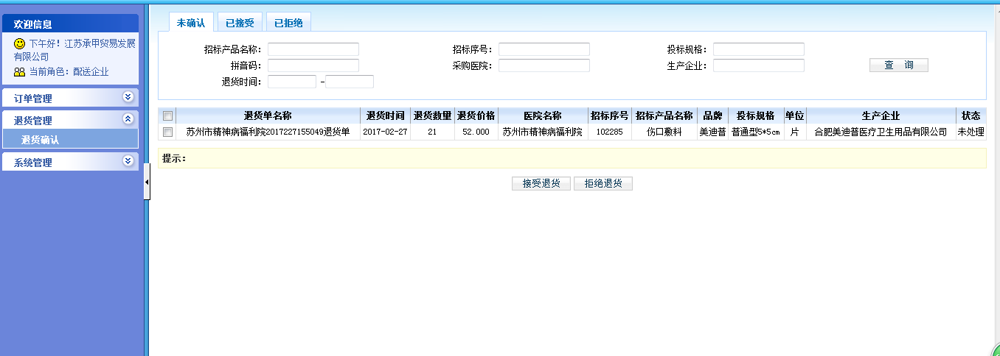 欢迎信息
下午好！江苏承甲贸易发展
有限公司
当前角色：配送企业
订单管理
退货管理
退货确认
系统管理
未确认 已接受 已拒绝
招标产品名称： 招标序号： 投标规格：
拼音码： 采购医院： 生产企业： 查 询
退货时间： -
退货单名称 退货时间 退货数量 退货价格 医院名称 招标序号 招标产品名称 品牌 投标规格 单位 生产企业 状态
苏州市精神病福利院2017227155049退货单 2017-02-27 21 52.000 苏州市精神病福利院 102285 伤口敷料 美迪普 普通型5*5cm 片 合肥美迪普医疗卫生用品有限公司 未处理
提示：
接受退货 拒绝退货